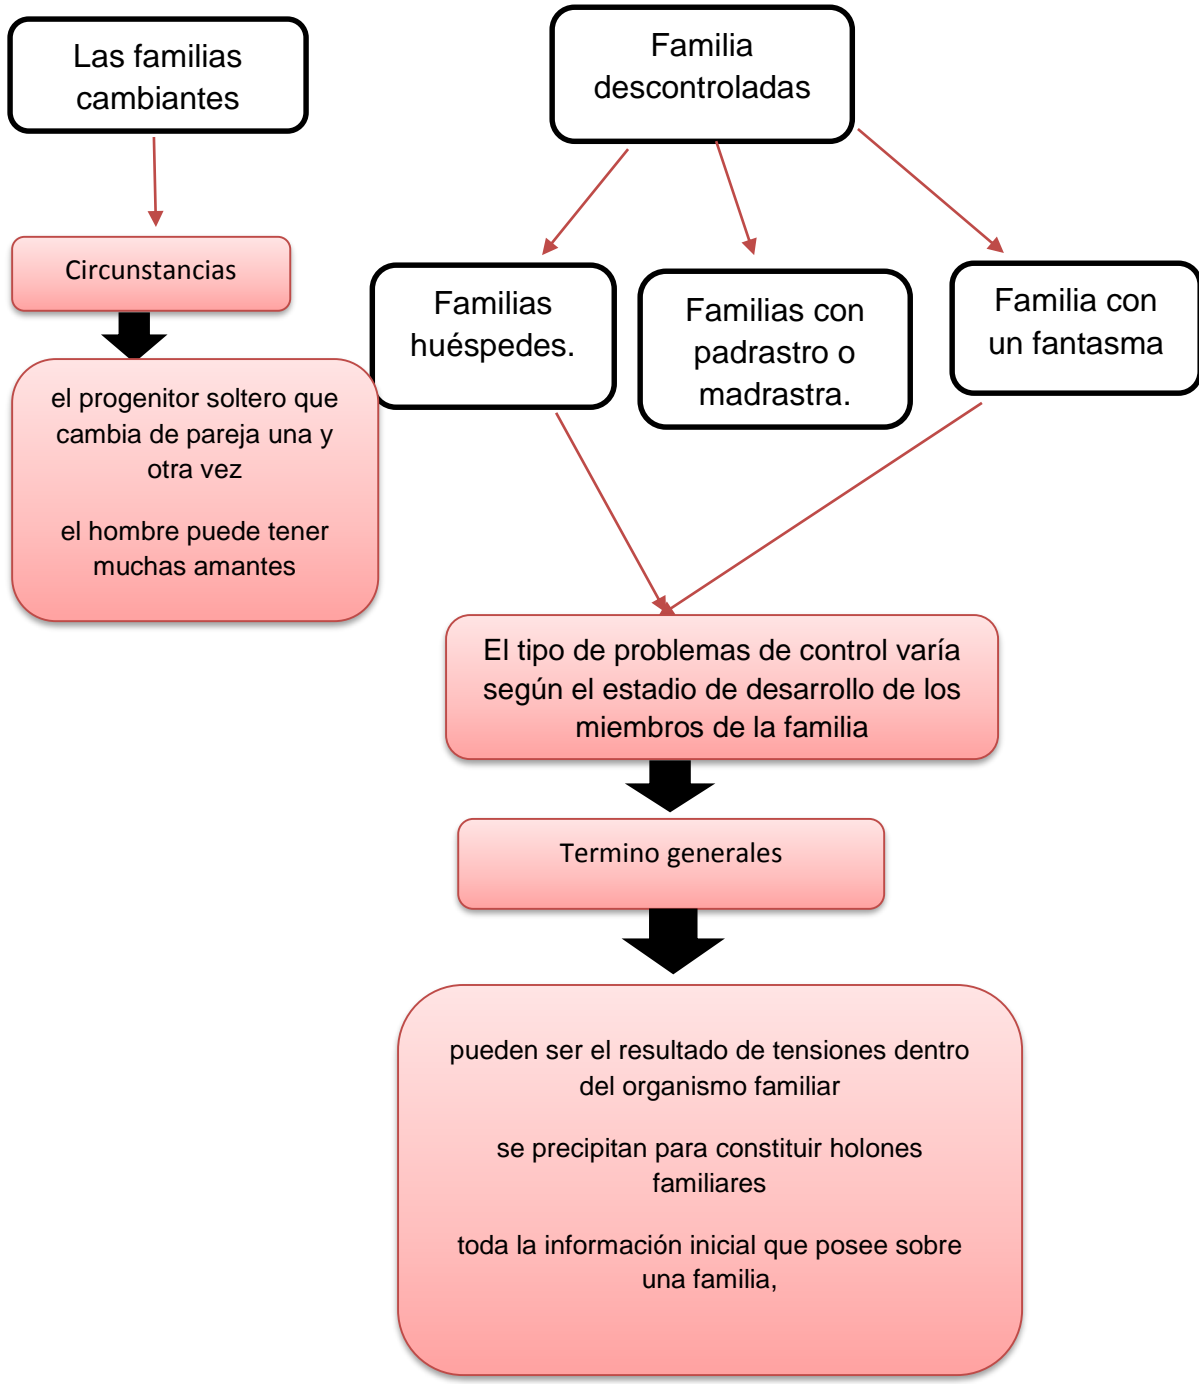 Las familias
cambiantes
Familia
descontroladas
Circunstancias
Familias
huéspedes.
Familias con
padrastro o
madrastra.
Familia con
un fantasma
el progenitor soltero que
cambia de pareja una y
otra vez
el hombre puede tener
muchas amantes
El tipo de problemas de control varía
según el estadio de desarrollo de los
miembros de la familia
Termino generales
pueden ser el resultado de tensiones dentro
del organismo familiar
se precipitan para constituir holones
familiares
toda la información inicial que posee sobre
una familia,